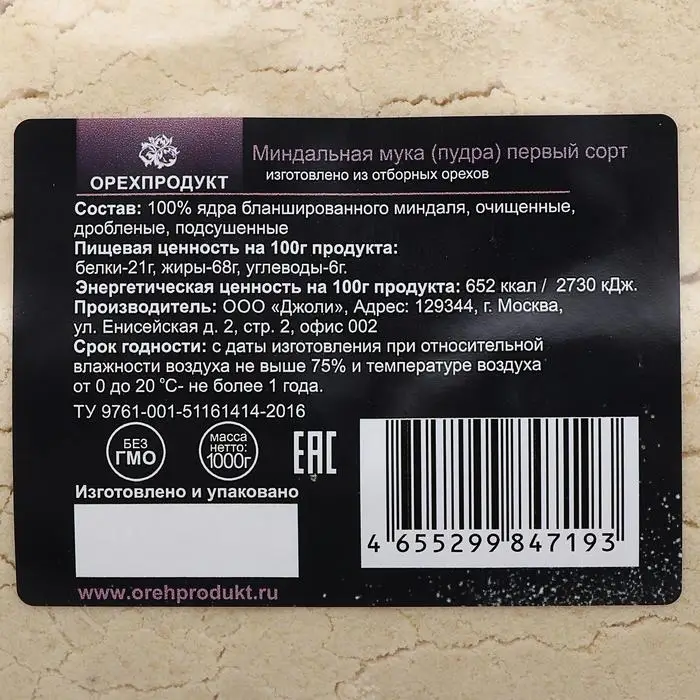 ОРЕХПРОДУКТ
Миндальная мука (пудра) первый сорт
изготовлено из отборных орехов
Состав: 100% ядра бланшированного миндаля, очищенные,
дробленые, подсушенные
Пищевая ценность на 100г продукта:
белки-21г, жиры-68г, углеводы-6г.
Энергетическая ценность на 100г продукта: 652 ккал / 2730 кДж.
Производитель: ООО «Джоли», Адрес: 129344, г. Москва,
ул. Енисейская д. 2, стр. 2, офис 002
Срок годности: с даты изготовления при относительной
влажности воздуха не выше 75% и температуре воздуха
от 0 до 20 °С- не более 1 года.
ТУ 9761-001-51161414-2016
БЕЗ
ГМО
масса
нетто:
1000г
ЕАС
Изготовлено и упаковано
4 655299 847193
www.orehprodukt.ru